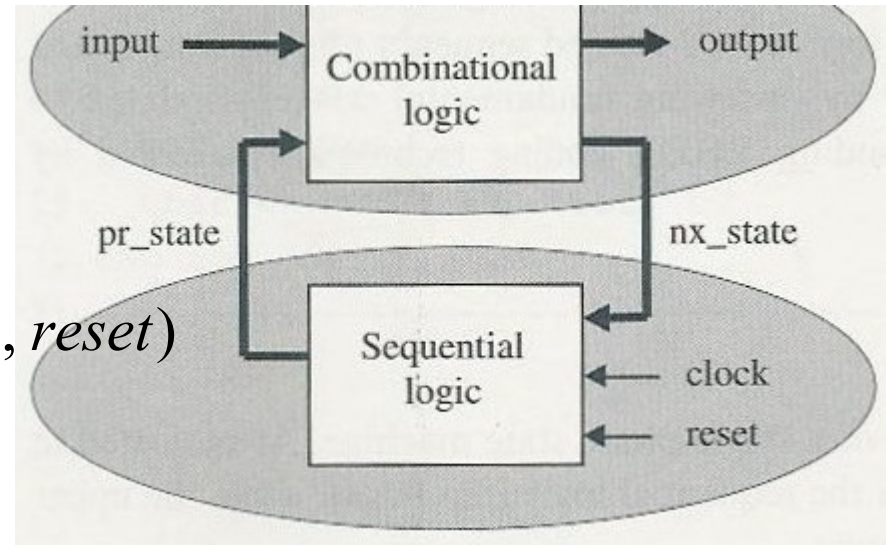 input
output
Combinational
logic
pr_state
nx_state
, reset)
Sequential
logic
clock
reset